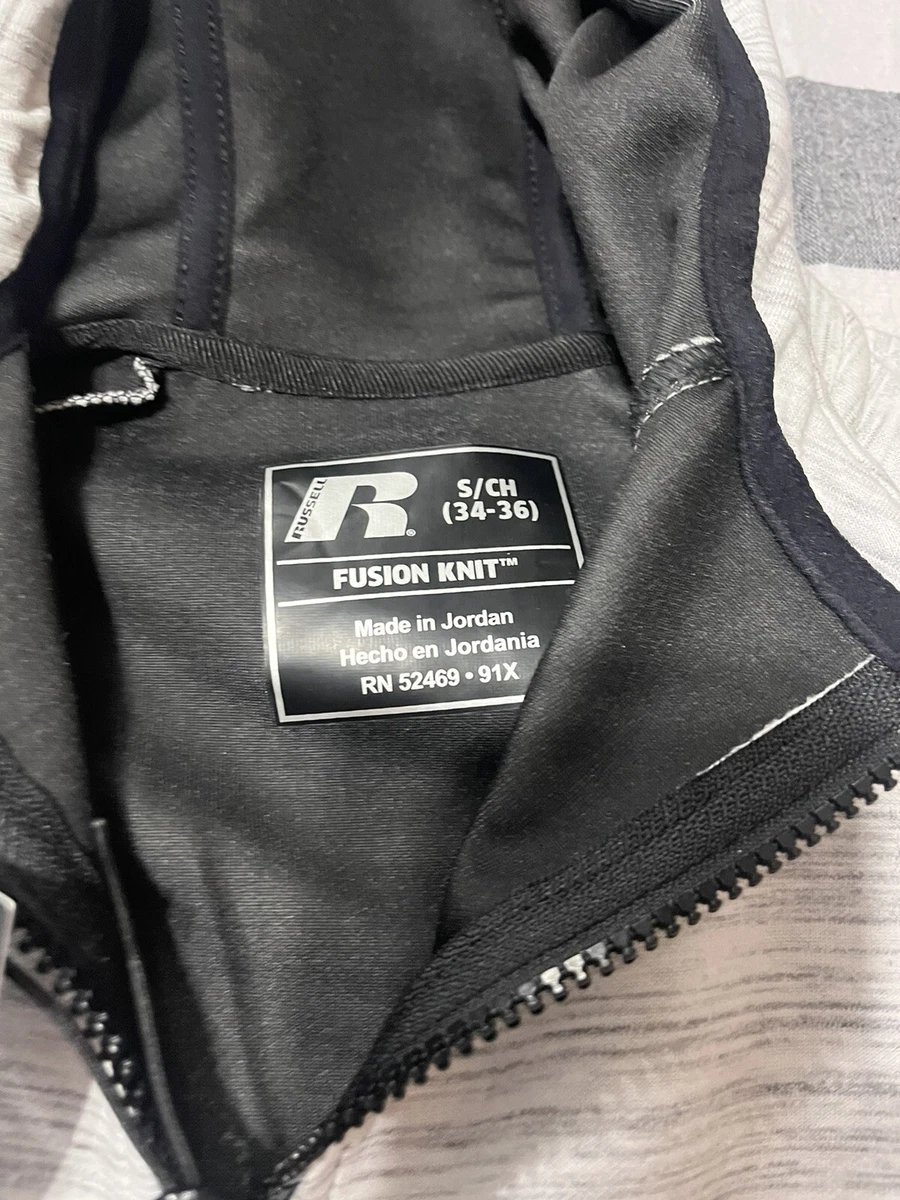 RUSSELL
R®
S/CH
(34-36)
FUSION KNIT™
Made in Jordan
Hecho en Jordania
RN 52469 • 91X